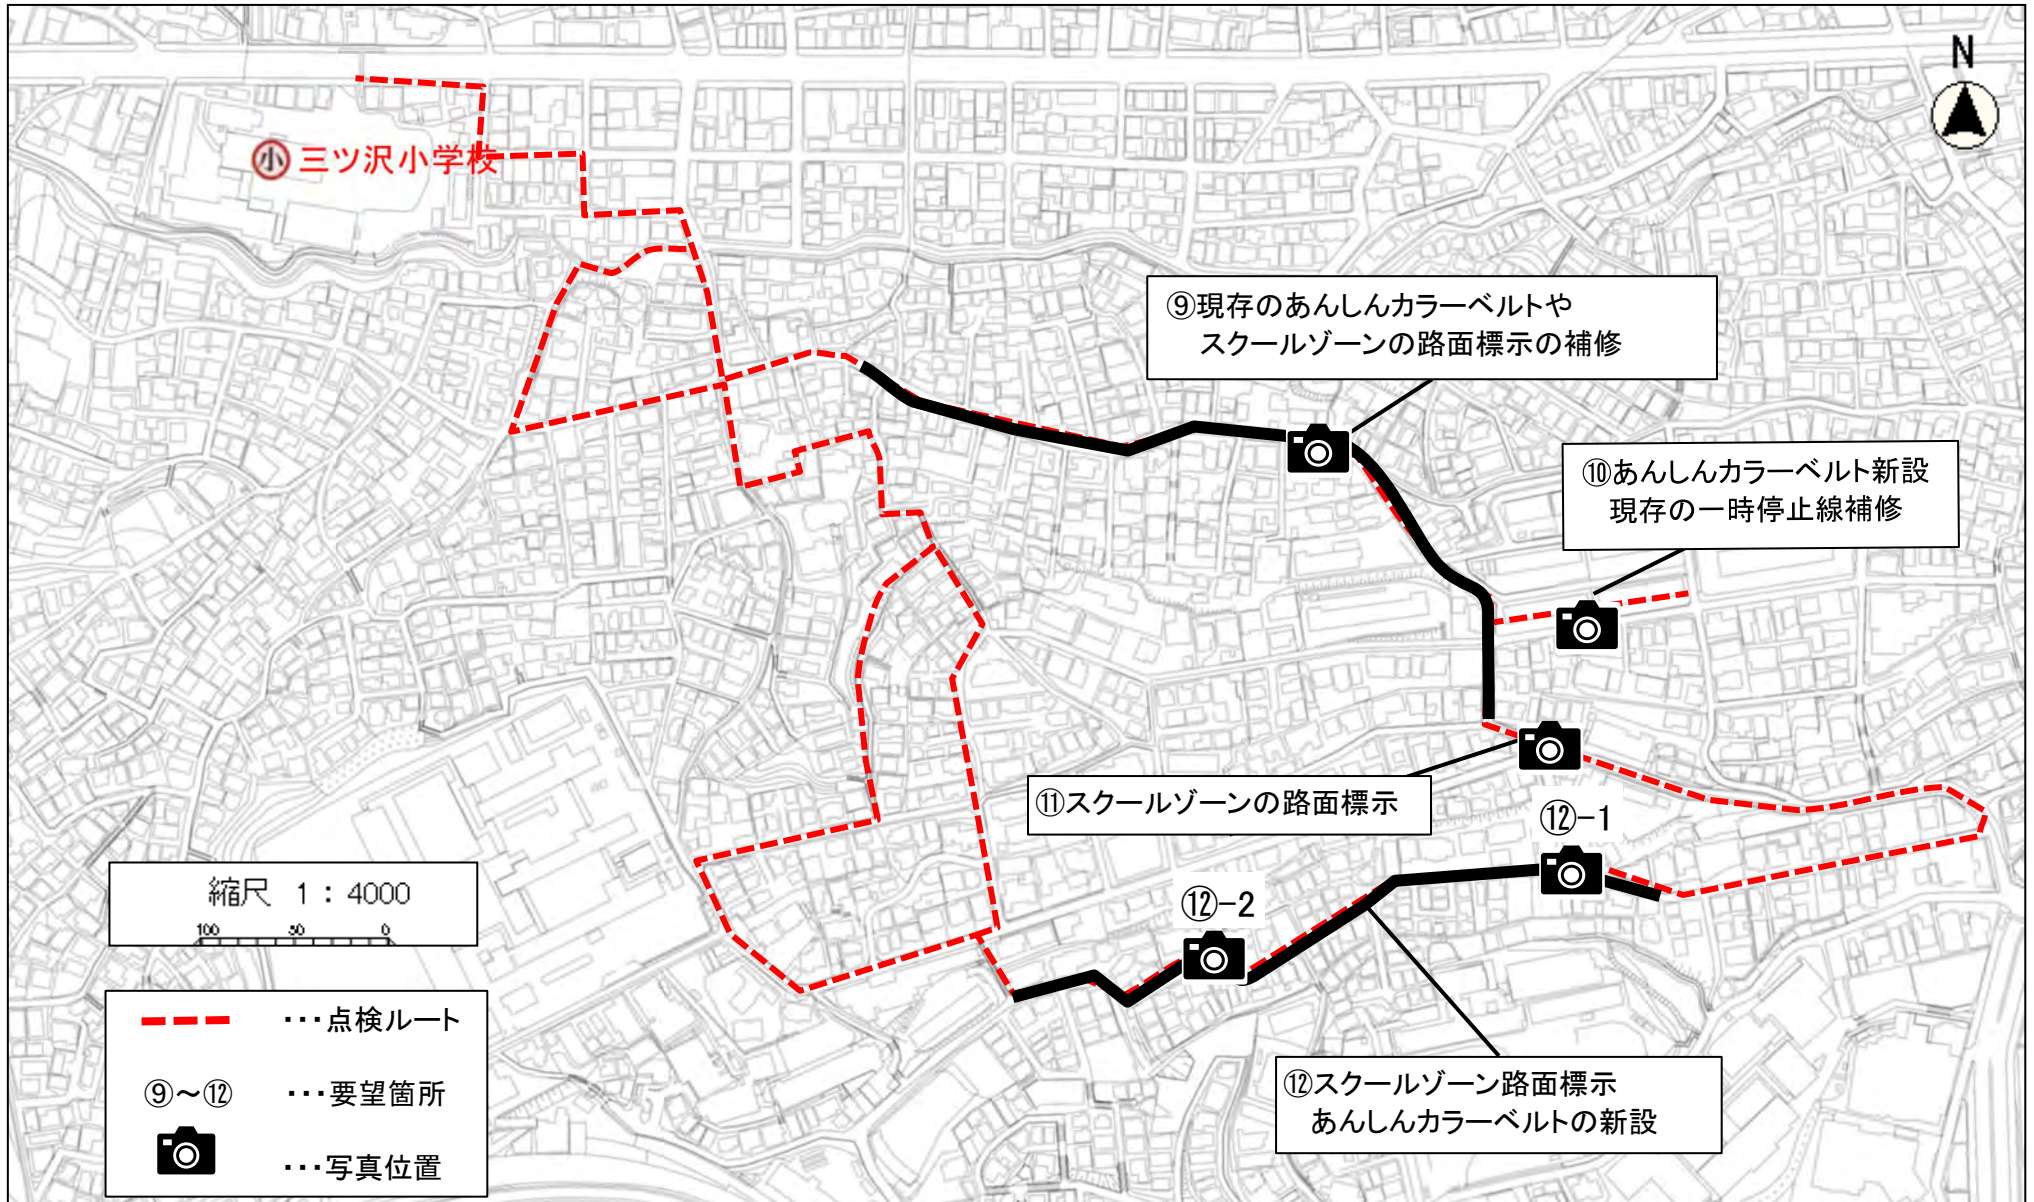 N
小 三ツ沢小学校
⑨現存のあんしんカラーベルトや
スクールゾーンの路面標示の補修
⑩あんしんカラーベルト新設
現存の一時停止線補修
⑪スクールゾーンの路面標示
⑫-1
⑫-2
縮尺 1：4000
100 50 0
⑫スクールゾーン路面標示
あんしんカラーベルトの新設
･･･点検ルート
⑨～⑫ ･･･要望箇所
･･･写真位置